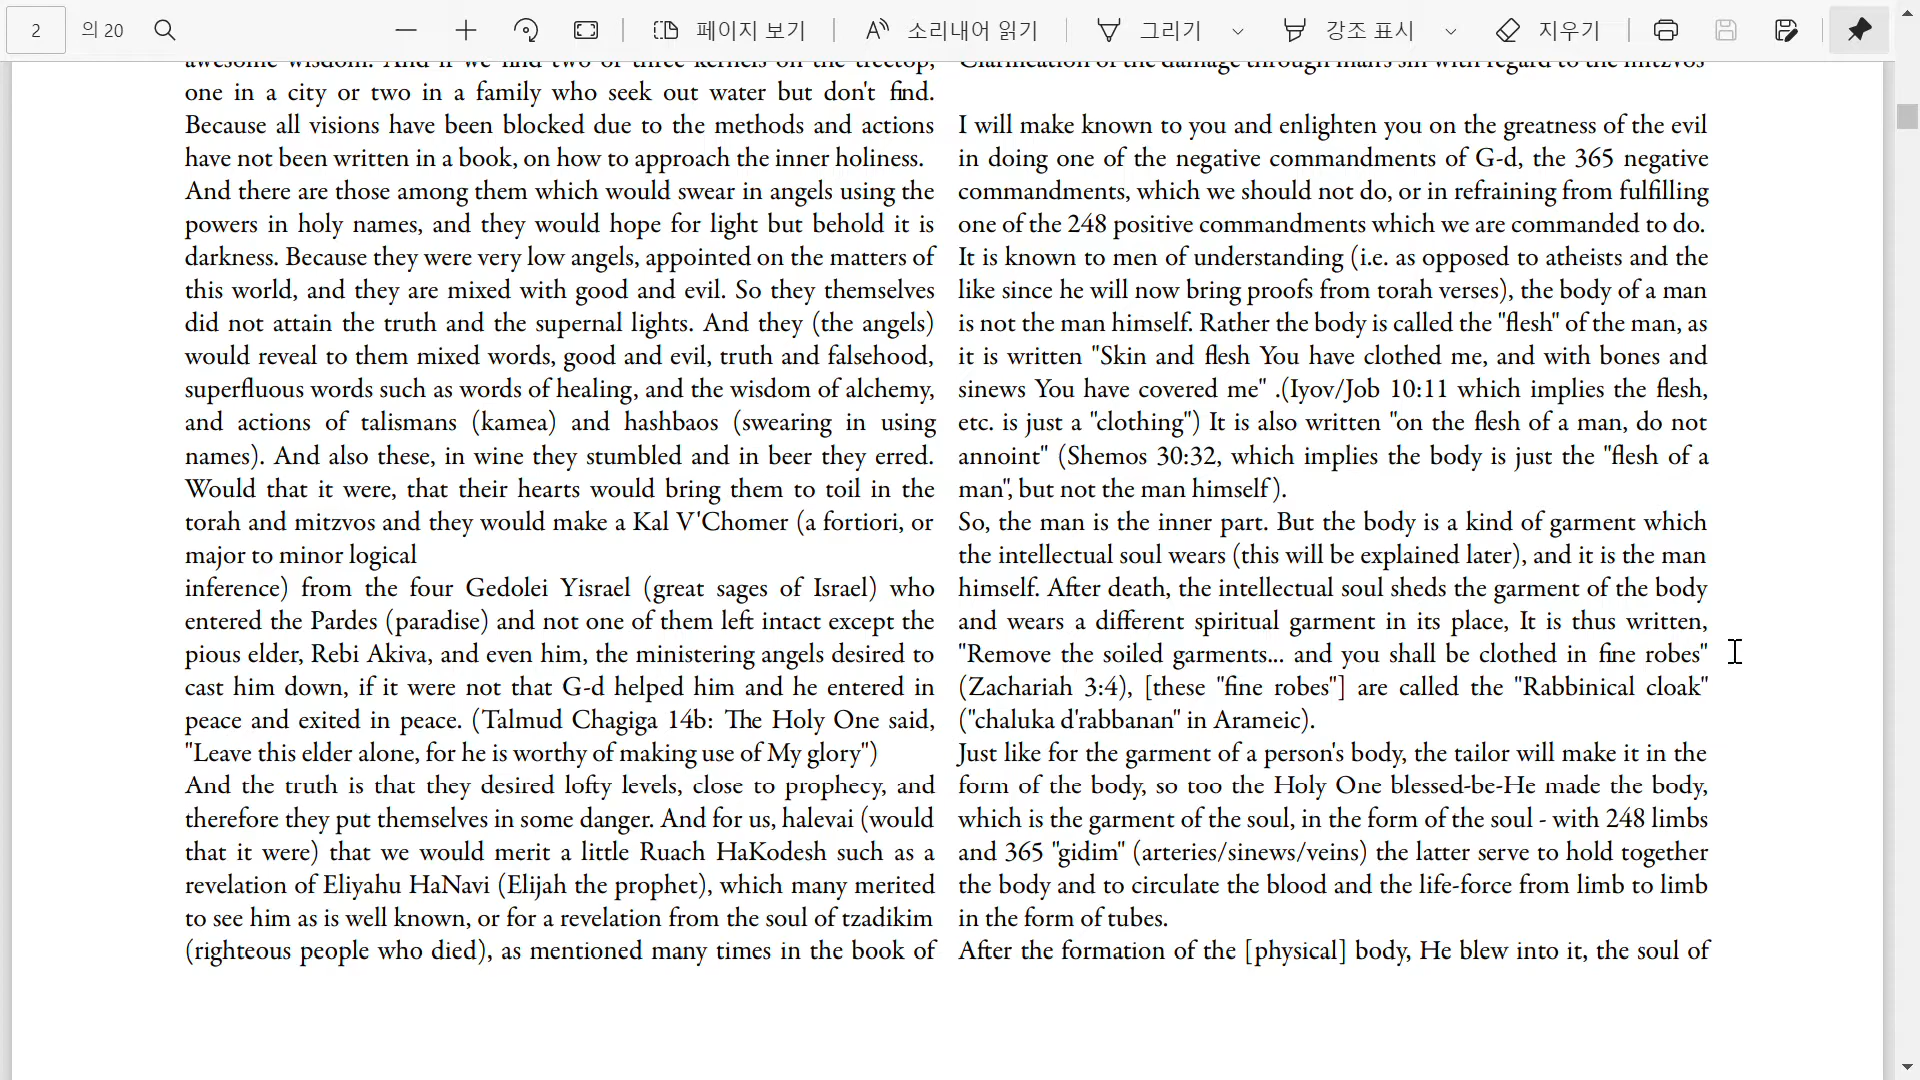 2
의 20
페이지 보기
소리내어 읽기
그리기
강조 표시
지우기
awesome wisdom. And if we find two or three kernels on the treetop,
one in a city or two in a family who seek out water but don't find.
Because all visions have been blocked due to the methods and actions
have not been written in a book, on how to approach the inner holiness.
And there are those among them which would swear in angels using the
powers in holy names, and they would hope for light but behold it is
darkness. Because they were very low angels, appointed on the matters of
this world, and they are mixed with good and evil. So they themselves
did not attain the truth and the supernal lights. And they (the angels)
would reveal to them mixed words, good and evil, truth and falsehood,
superfluous words such as words of healing, and the wisdom of alchemy,
and actions of talismans (kamea) and hashbaos (swearing in using
names). And also these, in wine they stumbled and in beer they erred.
Would that it were, that their hearts would bring them to toil in the
torah and mitzvos and they would make a Kal V'Chomer (a fortiori, or
major to minor logical
inference) from the four Gedolei Yisrael (great sages of Israel) who
entered the Pardes (paradise) and not one of them left intact except the
pious elder, Rebi Akiva, and even him, the ministering angels desired to
cast him down, if it were not that G-d helped him and he entered in
peace and exited in peace. (Talmud Chagiga 14b: The Holy One said,
"Leave this elder alone, for he is worthy of making use of My glory")
And the truth is that they desired lofty levels, close to prophecy, and
therefore they put themselves in some danger. And for us, halevai (would
that it were) that we would merit a little Ruach HaKodesh such as a
revelation of Eliyahu HaNavi (Elijah the prophet), which many merited
to see him as is well known, or for a revelation from the soul of tzadikim
(righteous people who died), as mentioned many times in the book of
Clarification of the damage through man's sin with regard to the mitzvos
I will make known to you and enlighten you on the greatness of the evil
in doing one of the negative commandments of G-d, the 365 negative
commandments, which we should not do, or in refraining from fulfilling
one of the 248 positive commandments which we are commanded to do.
It is known to men of understanding (i.e. as opposed to atheists and the
like since he will now bring proofs from torah verses), the body of a man
is not the man himself. Rather the body is called the "flesh" of the man, as
it is written "Skin and flesh You have clothed me, and with bones and
sinews You have covered me" .(Iyov/Job 10:11 which implies the flesh,
etc. is just a "clothing") It is also written "on the flesh of a man, do not
annoint" (Shemos 30:32, which implies the body is just the "flesh of a
man", but not the man himself).
So, the man is the inner part. But the body is a kind of garment which
the intellectual soul wears (this will be explained later), and it is the man
himself. After death, the intellectual soul sheds the garment of the body
and wears a different spiritual garment in its place, It is thus written,
"Remove the soiled garments... and you shall be clothed in fine robes"
(Zachariah 3:4), [these "fine robes"] are called the "Rabbinical cloak"
("chaluka d'rabbanan" in Arameic).
Just like for the garment of a person's body, the tailor will make it in the
form of the body, so too the Holy One blessed-be-He made the body,
which is the garment of the soul, in the form of the soul - with 248 limbs
and 365 "gidim" (arteries/sinews/veins) the latter serve to hold together
the body and to circulate the blood and the life-force from limb to limb
in the form of tubes.
After the formation of the [physical] body, He blew into it, the soul of